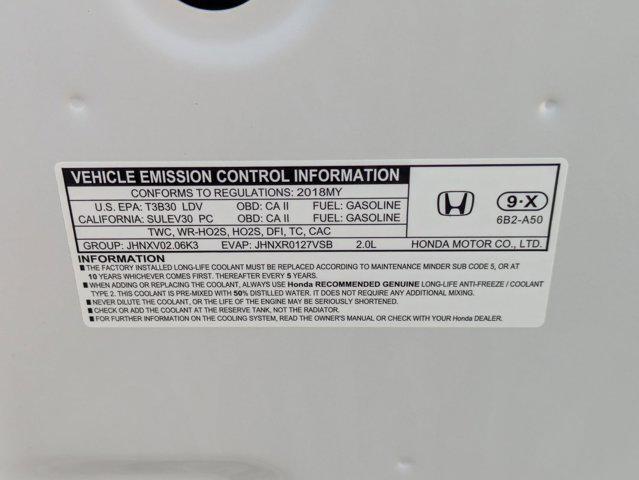 VEHICLE EMISSION CONTROL INFORMATION
CONFORMS TO REGULATIONS: 2018MY
U.S. EPA: T3B30 LDV OBD: CA II FUEL: GASOLINE
CALIFORNIA: SULEV30 PC OBD: CA II FUEL: GASOLINE
TWC, WR-HO2S, HO2S, DFI, TC, CAC
GROUP: JHNXV02.06K3 EVAP: JHNXR0127VSB 2.0L
9·X
6B2-A50
HONDA MOTOR CO., LTD.
INFORMATION
■THE FACTORY INSTALLED LONG-LIFE COOLANT MUST BE REPLACED ACCORDING TO MAINTENANCE MINDER SUB CODE 5, OR AT
10 YEARS WHICHEVER COMES FIRST. THEREAFTER EVERY 5 YEARS.
■WHEN ADDING OR REPLACING THE COOLANT, ALWAYS USE Honda RECOMMENDED GENUINE LONG-LIFE ANTI-FREEZE / COOLANT
TYPE 2. THIS COOLANT IS PRE-MIXED WITH 50% DISTILLED WATER. IT DOES NOT REQUIRE ANY ADDITIONAL MIXING.
■NEVER DILUTE THE COOLANT, OR THE LIFE OF THE ENGINE MAY BE SERIOUSLY SHORTENED.
■CHECK OR ADD THE COOLANT AT THE RESERVE TANK, NOT THE RADIATOR.
■FOR FURTHER INFORMATION ON THE COOLING SYSTEM, READ THE OWNER'S MANUAL OR CHECK WITH YOUR Honda DEALER.